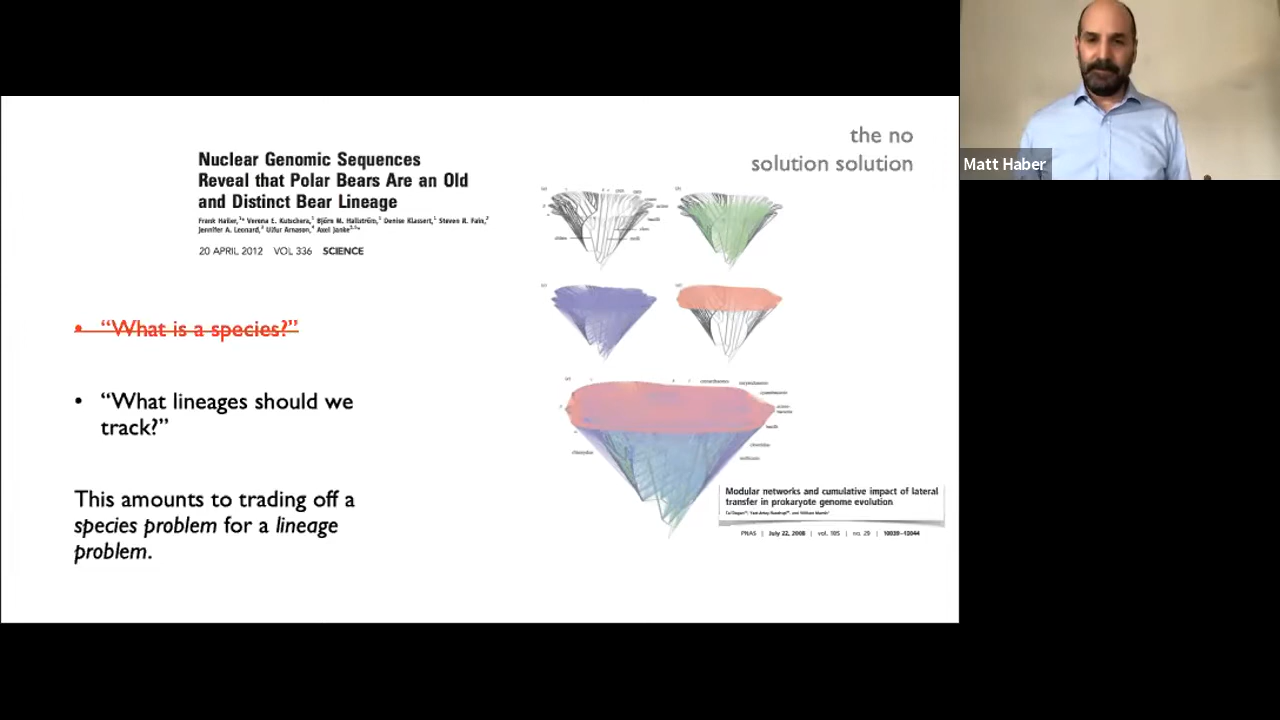 Matt Haber
the no
solution solution
Nuclear Genomic Sequences
Reveal that Polar Bears Are an Old
and Distinct Bear Lineage
20 APRIL 2012 VOL 336 SCIENCE
• “What is a species?”
• “What lineages should we
track?”
This amounts to trading off a
species problem for a lineage
problem.
Modular networks and cumulative impact of lateral
transfer in prokaryote genome evolution
PNAS | July 22, 2008 | vol. 105 | no. 29 |